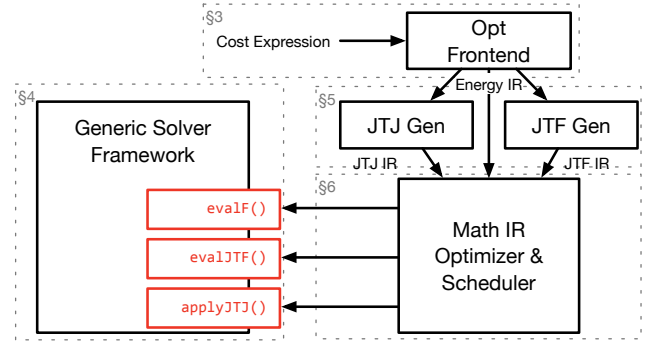 §3
Cost Expression
Opt
Frontend
Energy IR
§4
Generic Solver
Framework
§5
JTJ Gen
JTF Gen
JTJ IR
JTF IR
§6
evalF()
evalJTF()
applyJTJ()
Math IR
Optimizer &
Scheduler